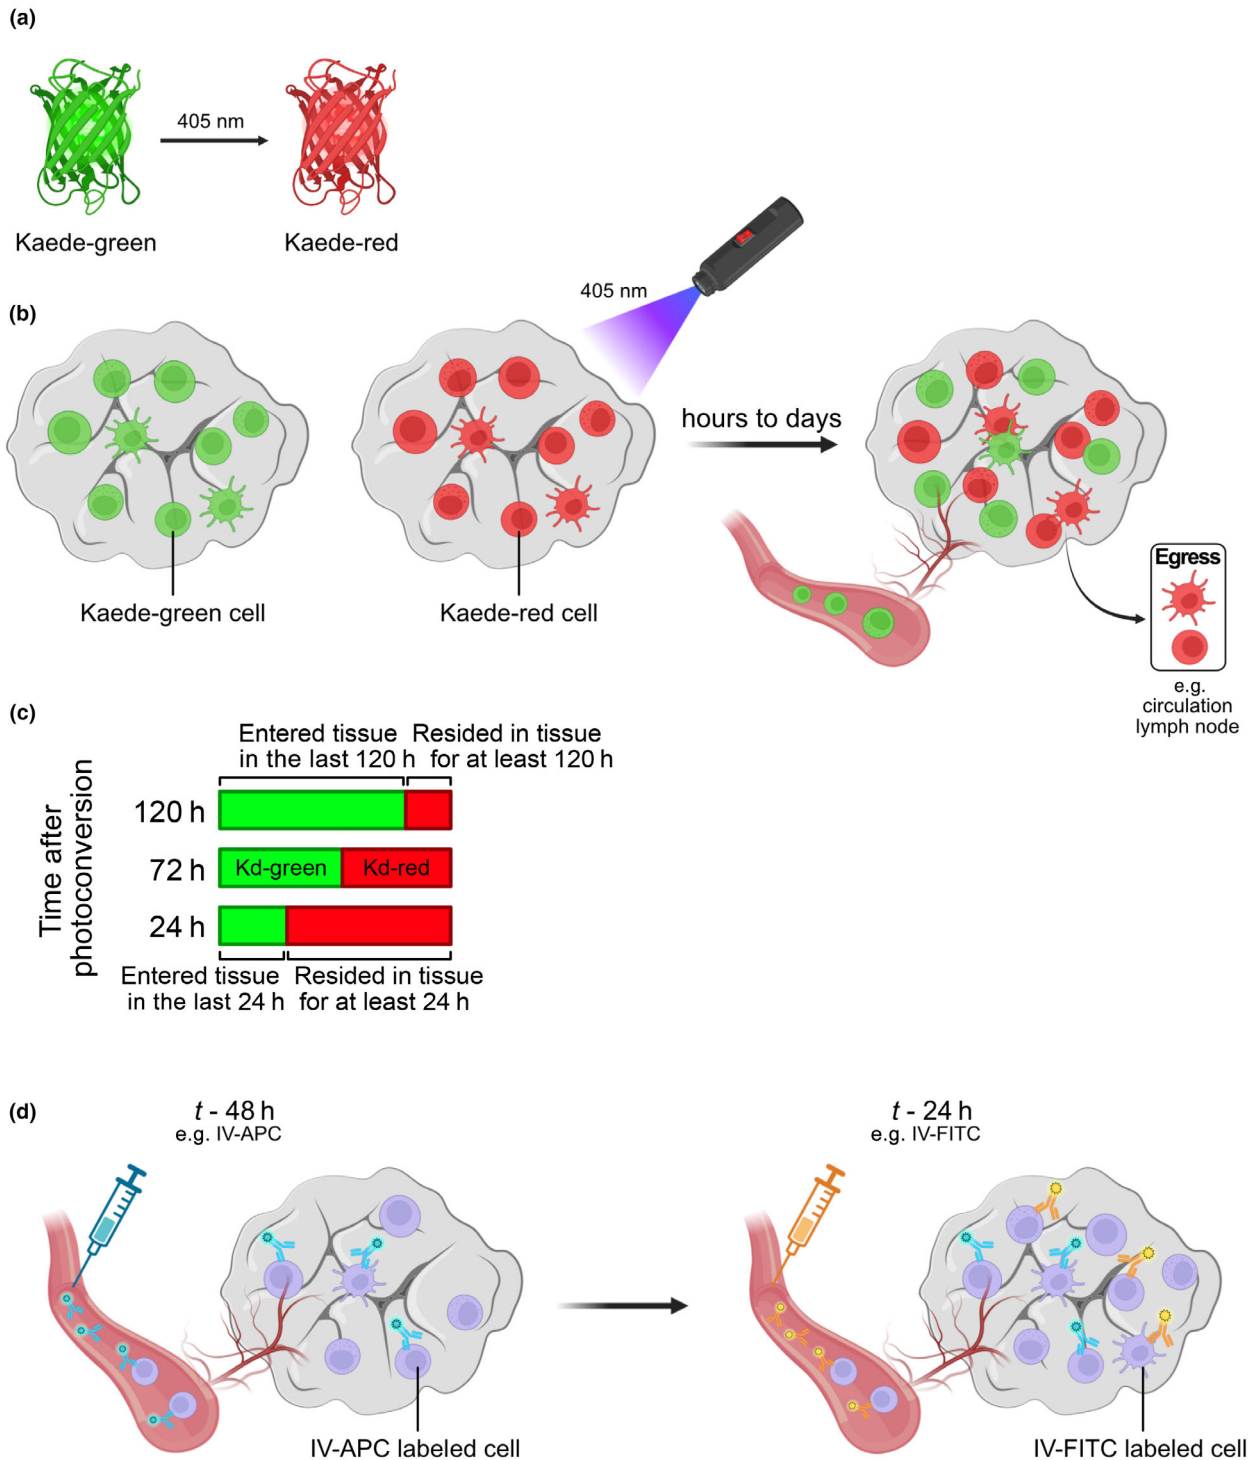 (a)
405 nm
Kaede-green
Kaede-red
(b)
405 nm
hours to days
Kaede-green cell
Kaede-red cell
Egress
e.g.
circulation
lymph node
(c)
Entered tissue
in the last 120 h
Resided in tissue
for at least 120 h
Time after
photoconversion
120 h
72 h
Kd-green
Kd-red
24 h
Entered tissue
in the last 24 h
Resided in tissue
for at least 24 h
(d)
t - 48 h
e.g. IV-APC
t - 24 h
e.g. IV-FITC
IV-APC labeled cell
IV-FITC labeled cell